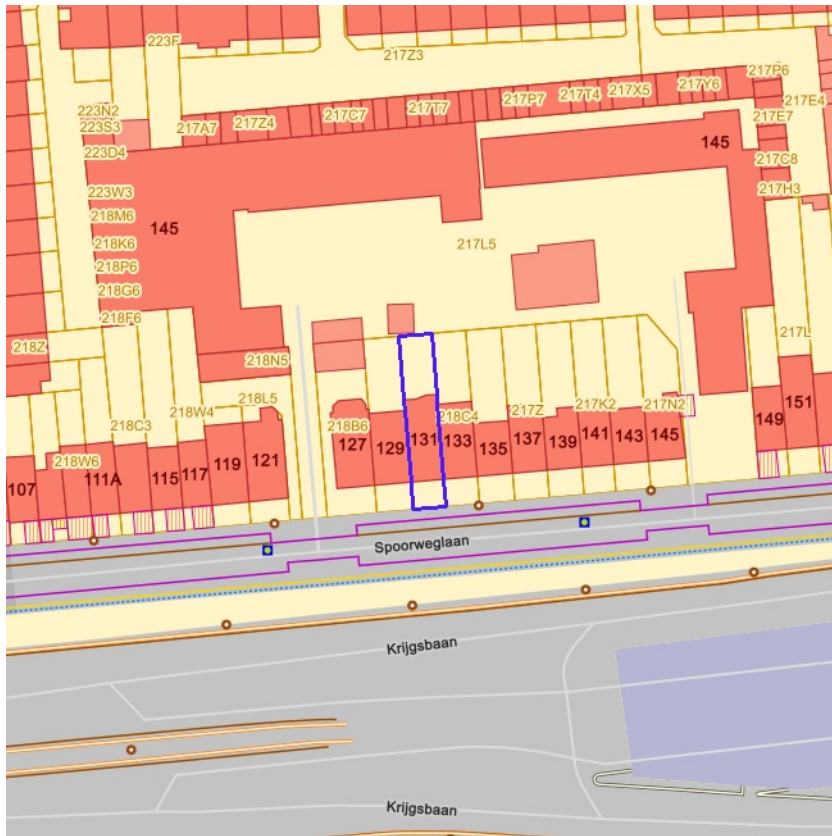 223F
217Z3
217P6
217Y6
217X5
217T4
217P7
217T7
217C7
217Z4
217A7
217E4
217E7
223N2
223S3
223D4
145
217C8
217H3
223W3
218M6
145
218K6
217L5
218P6
218G6
218F6
218Z
217L
218N5
218L5
218W4
218C3
218B6
218C4
217Z
217K2
217N2
151
149
127
129
131
133
135
137
139
141
143
145
218W6
107
111A
115
117
119
121
Spoorweglaan
Krijgsbaan
Krijgsbaan